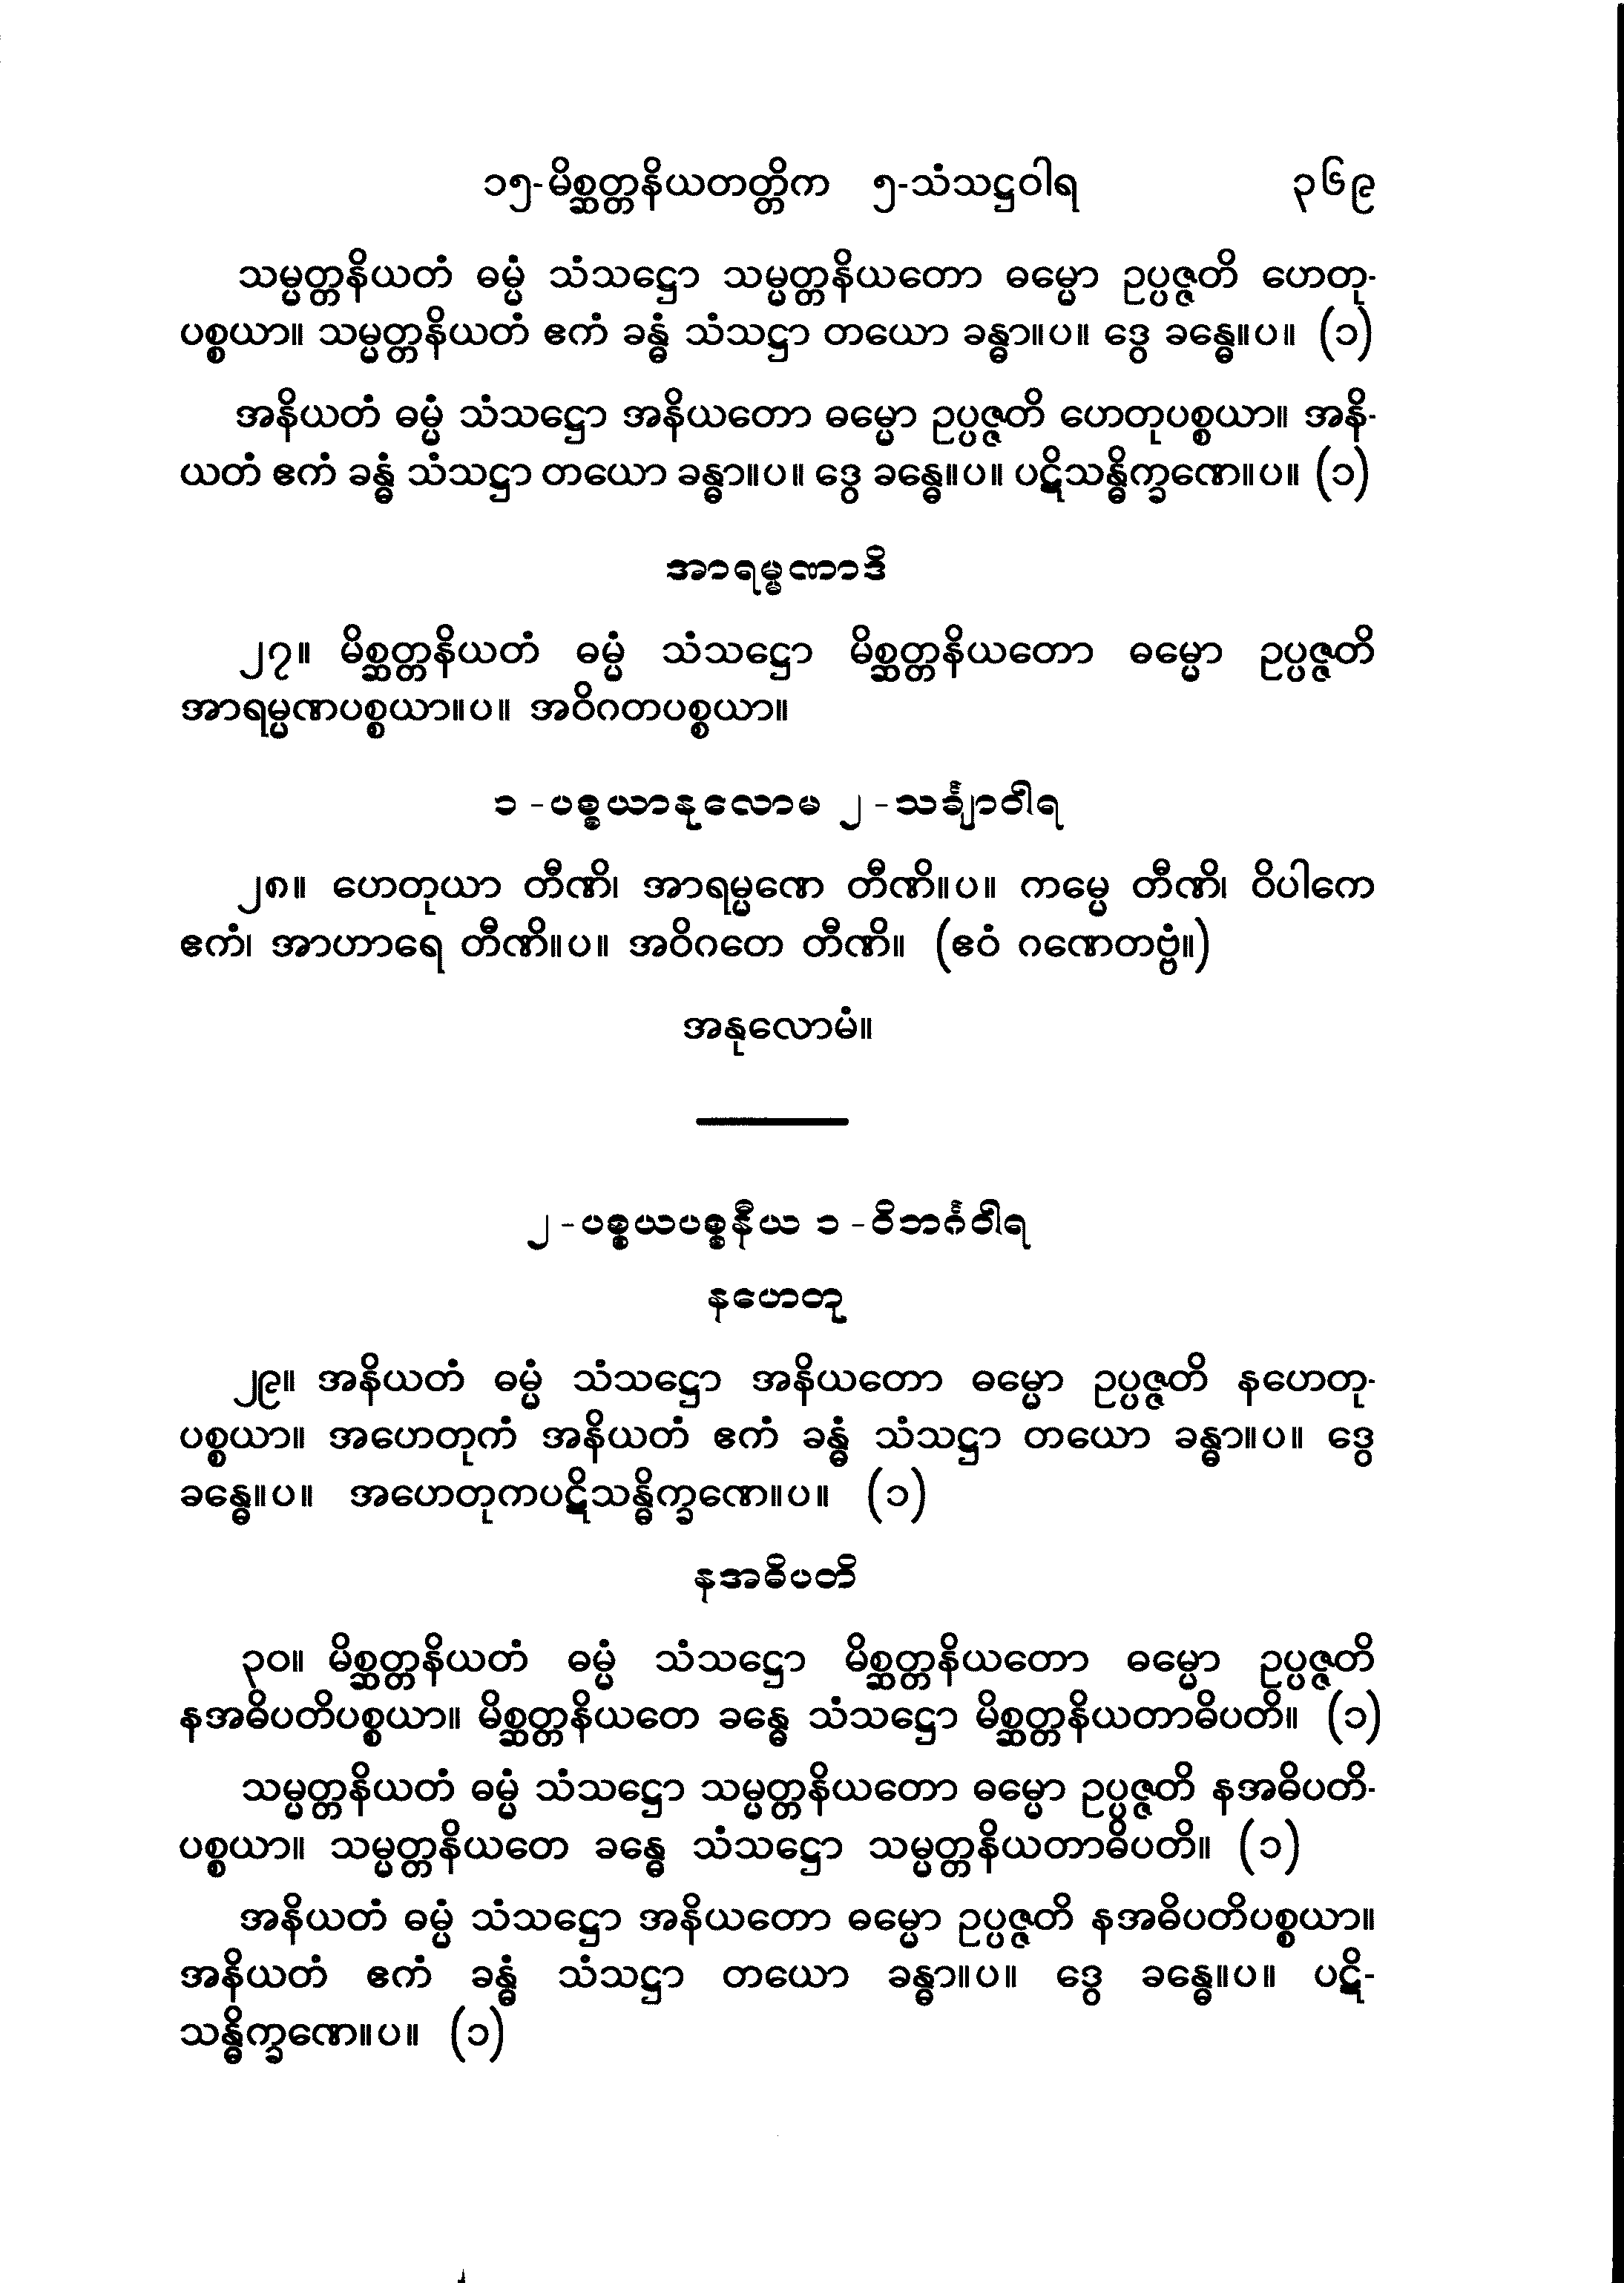 ၁၅-မိစ္ဆတ္တနိယတတ္တိက ၅-သံသဋ္ဌဝါရ ၃၆၉
သမ္မတ္တနိယတံ ဓမ္မံ သံသဋ္ဌော သမ္မတ္တနိယတော ဓမ္မော ဥပ္ပဇ္ဇတိ ဟေတု-
ပစ္စယာ။ သမ္မတ္တနိယတံ ဧကံ ခန္ဓံ သံသဋ္ဌာ တယော ခန္ဓာ။ပ။ ဒွေ ခန္ဓေ။ပ။ (၁)
အနိယတံ ဓမ္မံ သံသဋ္ဌော အနိယတော ဓမ္မော ဥပ္ပဇ္ဇတိ ဟေတုပစ္စယာ။ အနိ-
ယတံ ဧကံ ခန္ဓံ သံသဋ္ဌာ တယော ခန္ဓာ။ပ။ ဒွေ ခန္ဓေ။ပ။ ပဋိသန္ဓိက္ခဏေ။ပ။ (၁)
အာရမ္မဏာဒိ
၂၇။ မိစ္ဆတ္တနိယတံ ဓမ္မံ သံသဋ္ဌော မိစ္ဆတ္တနိယတော ဓမ္မော ဥပ္ပဇ္ဇတိ
အာရမ္မဏပစ္စယာ။ပ။ အဝိဂတပစ္စယာ။
၁-ပစ္စယာနုလောမ ၂-သင်္ချာဝါရ
၂၈။ ဟေတုယာ တီဏိ၊ အာရမ္မဏေ တီဏိ။ပ။ ကမ္မေ တီဏိ၊ ဝိပါကေ
ဧကံ၊ အာဟာရေ တီဏိ။ပ။ အဝိဂတေ တီဏိ။ (ဧဝံ ဂဏေတဗ္ဗံ။)
အနုလောမံ။
၂-ပစ္စယပစ္စနီယ ၁-ဝိဘင်္ဂဝါရ
နဟေတု
၂၉။ အနိယတံ ဓမ္မံ သံသဋ္ဌော အနိယတော ဓမ္မော ဥပ္ပဇ္ဇတိ နဟေတု-
ပစ္စယာ။ အဟေတုကံ အနိယတံ ဧကံ ခန္ဓံ သံသဋ္ဌာ တယော ခန္ဓာ။ပ။ ဒွေ
ခန္ဓေ။ပ။ အဟေတုကပဋိသန္ဓိက္ခဏေ။ပ။ (၁)
နအဓိပတိ
၃၀။ မိစ္ဆတ္တနိယတံ ဓမ္မံ သံသဋ္ဌော မိစ္ဆတ္တနိယတော ဓမ္မော ဥပ္ပဇ္ဇတိ
နအဓိပတိပစ္စယာ။ မိစ္ဆတ္တနိယတေ ခန္ဓေ သံသဋ္ဌော မိစ္ဆတ္တနိယတာဓိပတိ။ (၁)
သမ္မတ္တနိယတံ ဓမ္မံ သံသဋ္ဌော သမ္မတ္တနိယတော ဓမ္မော ဥပ္ပဇ္ဇတိ နအဓိပတိ-
ပစ္စယာ။ သမ္မတ္တနိယတေ ခန္ဓေ သံသဋ္ဌော သမ္မတ္တနိယတာဓိပတိ။ (၁)
အနိယတံ ဓမ္မံ သံသဋ္ဌော အနိယတော ဓမ္မော ဥပ္ပဇ္ဇတိ နအဓိပတိပစ္စယာ။
အနိယတံ ဧကံ ခန္ဓံ သံသဋ္ဌာ တယော ခန္ဓာ။ပ။ ဒွေ ခန္ဓေ။ပ။ ပဋိ-
သန္ဓိက္ခဏေ။ပ။ (၁)